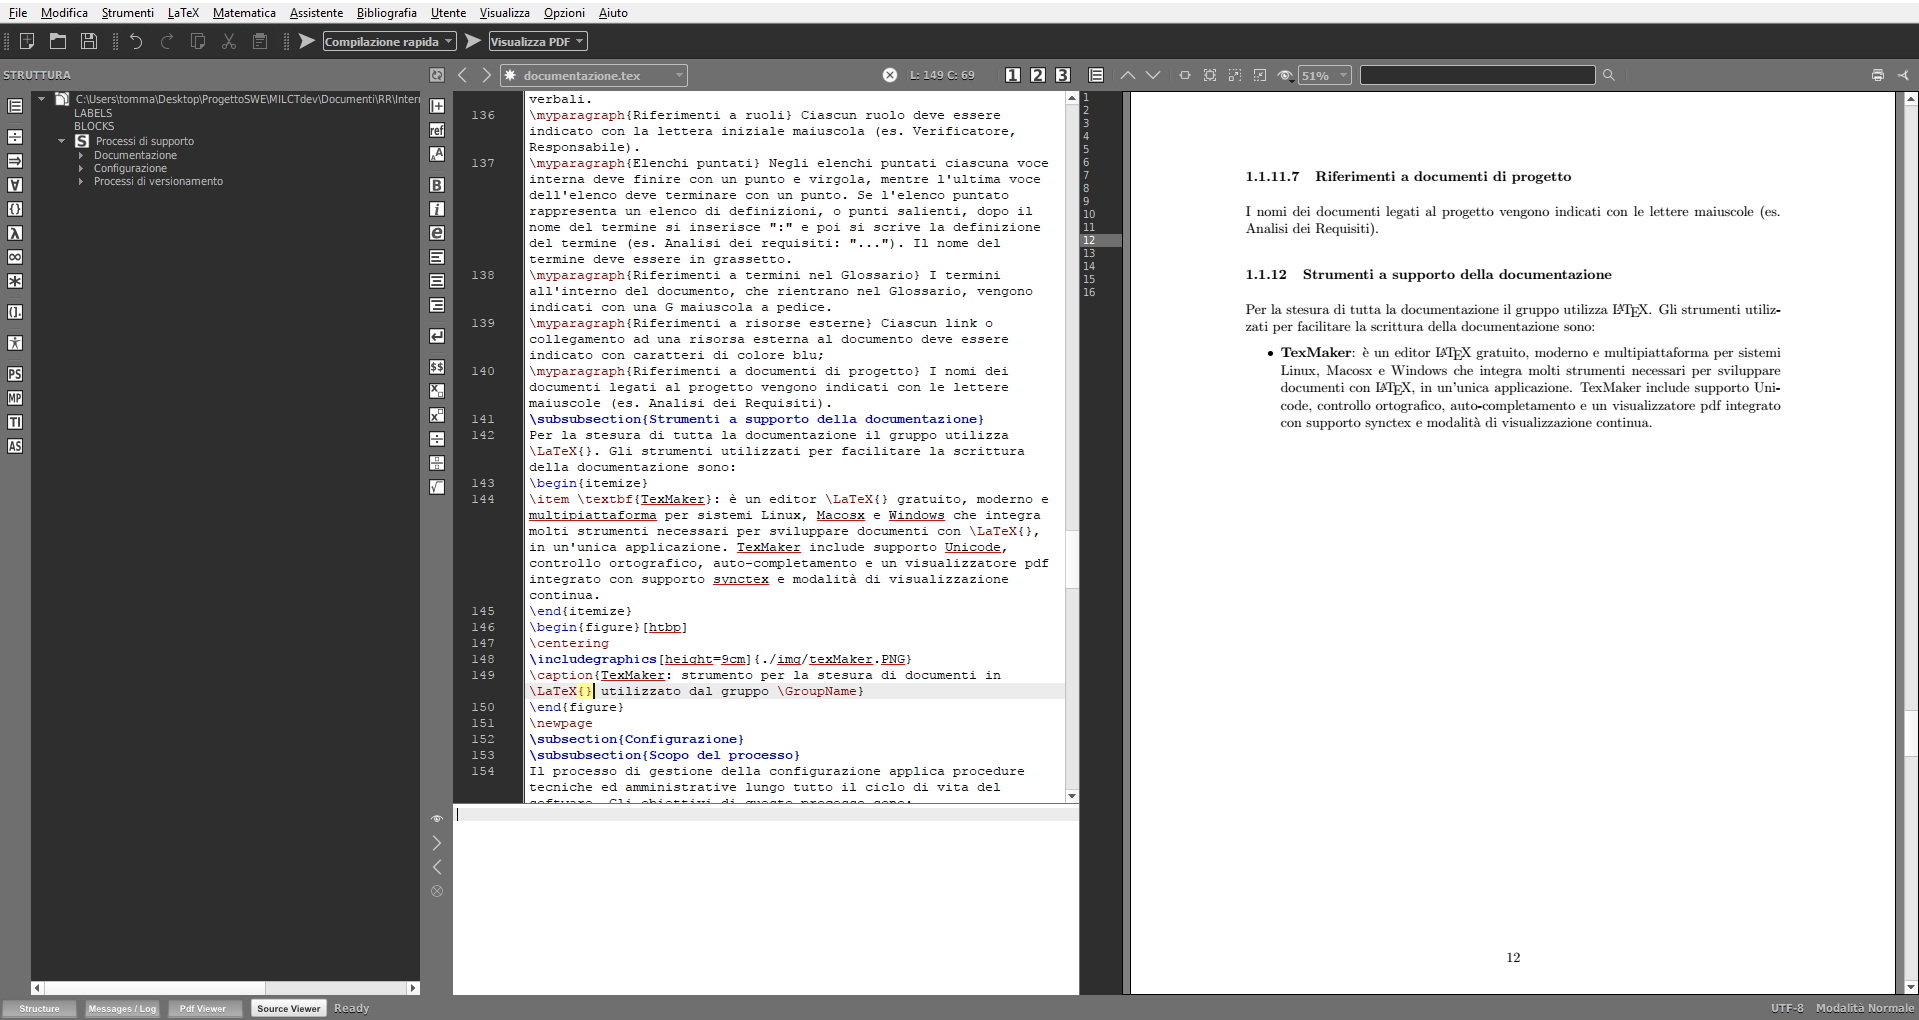 File Modifica Strumenti LaTeX Matematica Assistente Bibliografia Utente Visualizza Opzioni Aiuto
Compilazione rapida Visualizza PDF
STRUTTURA
documentazione.tex
L: 149 C: 69
1 2 3
51%
C:\Users\tomma\Desktop\ProgettoSWE\MILCTdev\Documenti\RR\Interr
LABELS
BLOCKS
S Processi di supporto
Documentazione
Configurazione
Processi di versionamento
ref
B
i
e
$$
PS
MP
TI
AS
verbali.
136 \myparagraph{Riferimenti a ruoli} Ciascun ruolo deve essere
indicato con la lettera iniziale maiuscola (es. Verificatore,
Responsabile).
137 \myparagraph{Elenchi puntati} Negli elenchi puntati ciascuna voce
interna deve finire con un punto e virgola, mentre l'ultima voce
dell'elenco deve terminare con un punto. Se l'elenco puntato
rappresenta un elenco di definizioni, o punti salienti, dopo il
nome del termine si inserisce ":" e poi si scrive la definizione
del termine (es. Analisi dei requisiti: "..."). Il nome del
termine deve essere in grassetto.
138 \myparagraph{Riferimenti a termini nel Glossario} I termini
all'interno del documento, che rientrano nel Glossario, vengono
indicati con una G maiuscola a pedice.
139 \myparagraph{Riferimenti a risorse esterne} Ciascun link o
collegamento ad una risorsa esterna al documento deve essere
indicato con caratteri di colore blu;
140 \myparagraph{Riferimenti a documenti di progetto} I nomi dei
documenti legati al progetto vengono indicati con le lettere
maiuscole (es. Analisi dei Requisiti).
141 \subsubsection{Strumenti a supporto della documentazione}
142 Per la stesura di tutta la documentazione il gruppo utilizza
\LaTeX{}. Gli strumenti utilizzati per facilitare la scrittura
della documentazione sono:
143 \begin{itemize}
144 \item \textbf{TexMaker}: è un editor \LaTeX{} gratuito, moderno e
multipiattaforma per sistemi Linux, Macosx e Windows che integra
molti strumenti necessari per sviluppare documenti con \LaTeX{},
in un'unica applicazione. TexMaker include supporto Unicode,
controllo ortografico, auto-completamento e un visualizzatore pdf
integrato con supporto synctex e modalità di visualizzazione
continua.
145 \end{itemize}
146 \begin{figure}[htbp]
147 \centering
148 \includegraphics[height=9cm]{./img/texMaker.PNG}
149 \caption{TexMaker: strumento per la stesura di documenti in
\LaTeX{} utilizzato dal gruppo \GroupName}
150 \end{figure}
151 \newpage
152 \subsection{Configurazione}
153 \subsubsection{Scopo del processo}
154 Il processo di gestione della configurazione applica procedure
tecniche ed amministrative lungo tutto il ciclo di vita del
software. Gli obiettivi di questo processo sono:
1
2
3
4
5
6
7
8
9
10
11
12
13
14
15
16
1.1.11.7 Riferimenti a documenti di progetto
I nomi dei documenti legati al progetto vengono indicati con le lettere maiuscole (es.
Analisi dei Requisiti).
1.1.12 Strumenti a supporto della documentazione
Per la stesura di tutta la documentazione il gruppo utilizza LATEX. Gli strumenti utiliz-
zati per facilitare la scrittura della documentazione sono:
• TexMaker: è un editor LATEX gratuito, moderno e multipiattaforma per sistemi
Linux, Macosx e Windows che integra molti strumenti necessari per sviluppare
documenti con LATEX, in un'unica applicazione. TexMaker include supporto Uni-
code, controllo ortografico, auto-completamento e un visualizzatore pdf integrato
con supporto synctex e modalità di visualizzazione continua.
12
Structure Messages / Log Pdf Viewer Source Viewer Ready
UTF-8 Modalità Normale